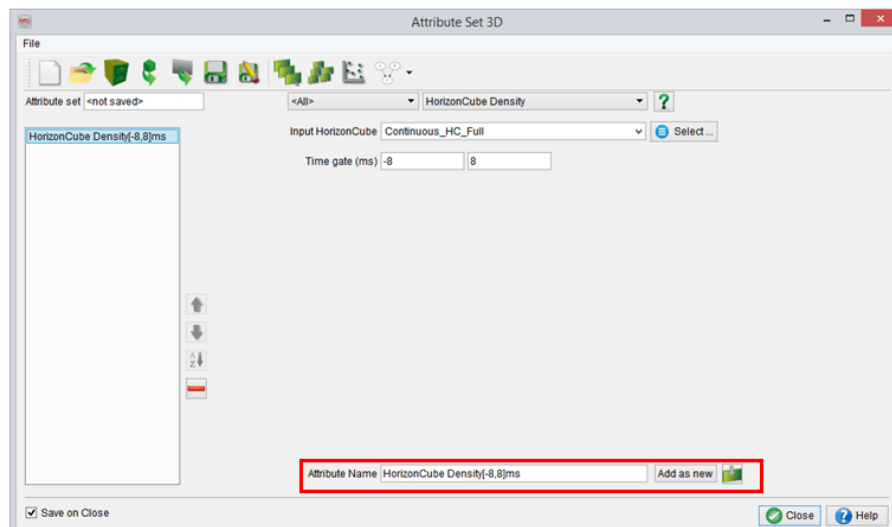 Attribute Set 3D
File
Attribute set <not saved>
<All>
HorizonCube Density
?
HorizonCube Density[-8,8]ms
Input HorizonCube Continuous_HC_Full
Select ...
Time gate (ms) -8 8
A
Z
Attribute Name HorizonCube Density[-8,8]ms Add as new
Save on Close
Close
? Help